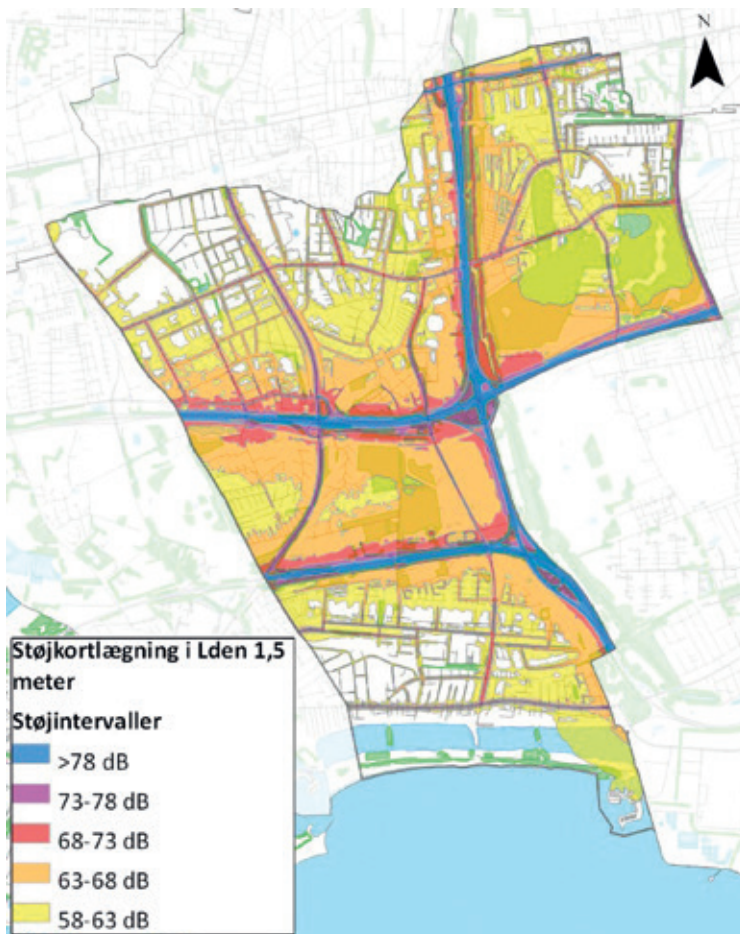 N
Støjkortlægning i Lden 1,5
meter
Støjintervaller
>78 dB
73-78 dB
68-73 dB
63-68 dB
58-63 dB